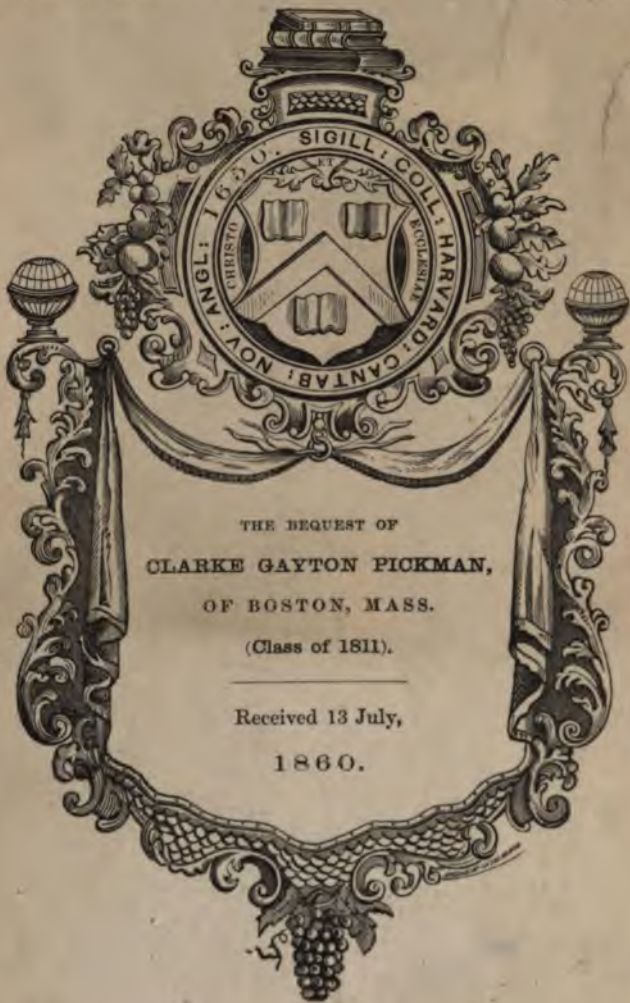 SIGILL: COLL: HARVARD: CANTAB: NOV: ANGL: 1650.
ET
CHRISTO
ECCLESIAE
THE BEQUEST OF
CLARKE GAYTON PICKMAN,
OF BOSTON, MASS.
(Class of 1811).
Received 13 July,
1860.